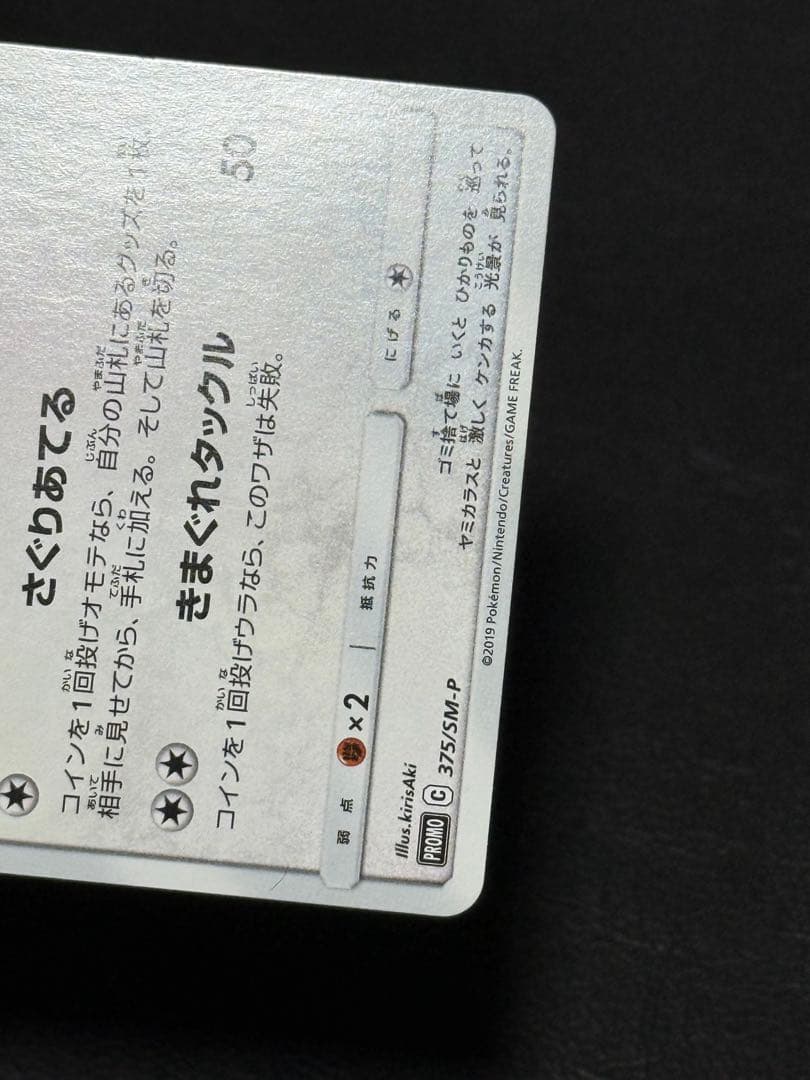 さぐりあてる
コインを1回投げオモテなら、自分の山札にあるグッズを1枚、
相手に見せてから、手札に加える。そして山札を切る。
きまぐれタックル 50
コインを1回投げウラなら、このワザは失敗。
弱点 ×2 抵抗力 にげる
Illus.kirisAki
PROMO C 375/SM-P
ゴミ捨て場に いくと ひかりものを 巡って
ヤミカラスと 激しく ケンカする 光景が 見られる。
©2019 Pokémon/Nintendo/Creatures/GAME FREAK.